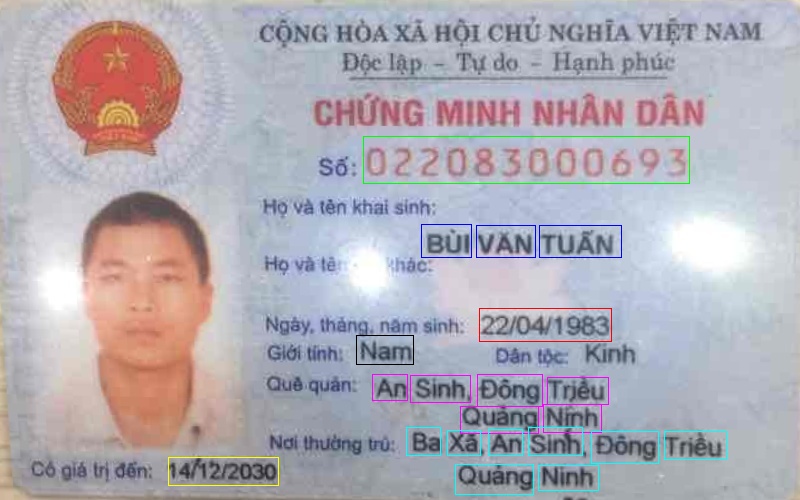 CỘNG HÒA XÃ HỘI CHỦ NGHĨA VIỆT NAM
Độc lập - Tự do - Hạnh phúc
CHỨNG MINH NHÂN DÂN
Số: 022083000693
Họ và tên khai sinh:
BÙI VĂN TUẤN
Họ và tên khác:
Ngày, tháng, năm sinh: 22/04/1983
Giới tính: Nam Dân tộc: Kinh
Quê quán: An Sinh, Đông Triều
Quảng Ninh
Nơi thường trú: Ba Xã, An Sinh, Đông Triều
Quảng Ninh
Có giá trị đến: 14/12/2030